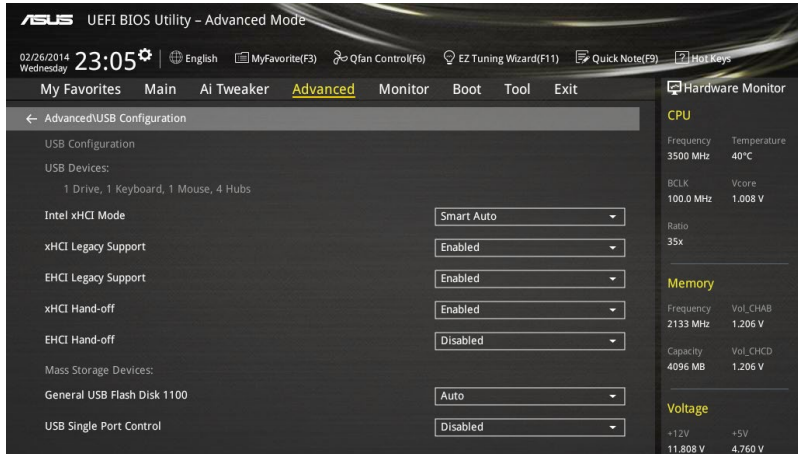 ASUS UEFI BIOS Utility – Advanced Mode
02/26/2014
Wednesday
23:05
English
MyFavorite(F3)
Qfan Control(F6)
EZ Tuning Wizard(F11)
Quick Note(F9)
? Hot Keys
My Favorites
Main
Ai Tweaker
Advanced
Monitor
Boot
Tool
Exit
← Advanced\USB Configuration
USB Configuration
USB Devices:
1 Drive, 1 Keyboard, 1 Mouse, 4 Hubs
Intel xHCI Mode Smart Auto
xHCI Legacy Support Enabled
EHCI Legacy Support Enabled
xHCI Hand-off Enabled
EHCI Hand-off Disabled
Mass Storage Devices:
General USB Flash Disk 1100 Auto
USB Single Port Control Disabled
Hardware Monitor
CPU
Frequency Temperature
3500 MHz 40°C
BCLK Vcore
100.0 MHz 1.008 V
Ratio
35x
Memory
Frequency Vol_CHAB
2133 MHz 1.206 V
Capacity Vol_CHCD
4096 MB 1.206 V
Voltage
+12V +5V
11.808 V 4.760 V